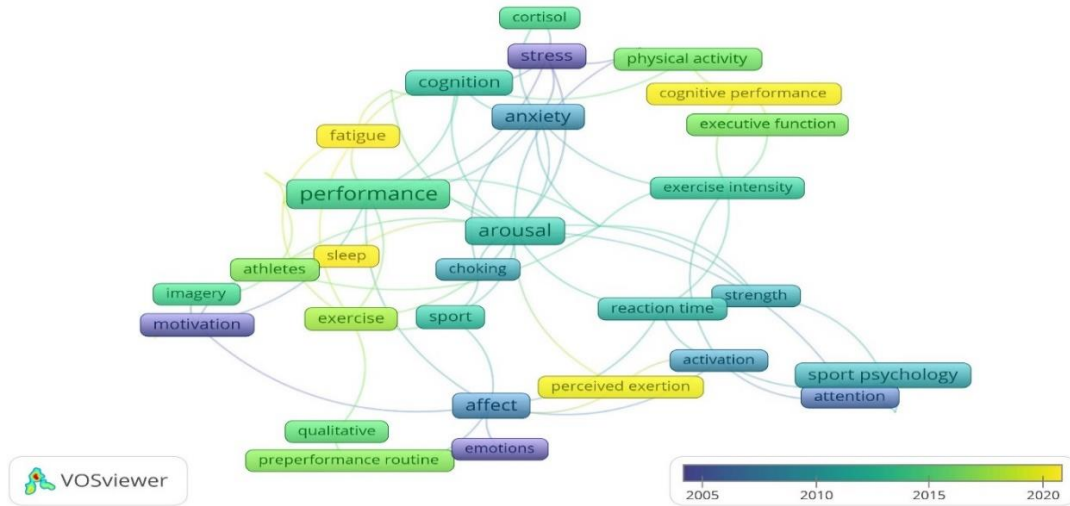 cortisol
stress
physical activity
cognition
cognitive performance
anxiety
executive function
fatigue
exercise intensity
performance
arousal
sleep
athletes
choking
imagery
strength
reaction time
motivation
exercise
sport
activation
sport psychology
perceived exertion
attention
affect
qualitative
emotions
preperformance routine
VOSviewer
2005 2010 2015 2020